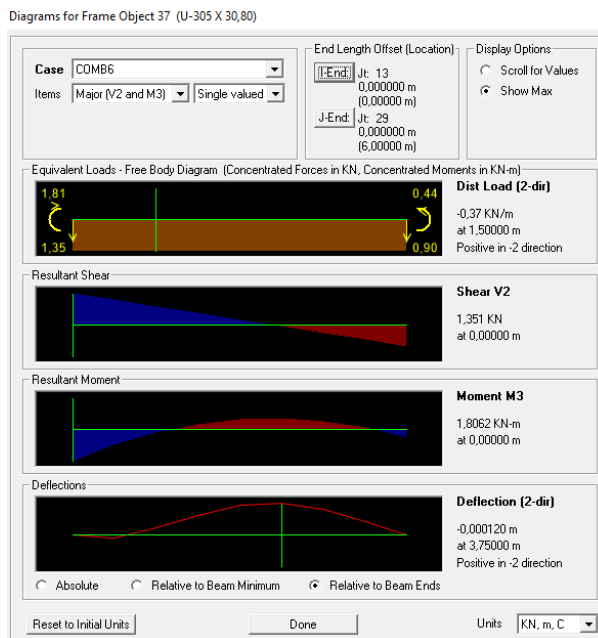 Diagrams for Frame Object 37 (U-305 X 30,80)
Case COMB6
Items Major (V2 and M3) Single valued
End Length Offset (Location)
I-End: Jt: 13
0,000000 m
(0,00000 m)
J-End: Jt: 29
0,000000 m
(6,00000 m)
Display Options
Scroll for Values
Show Max
Equivalent Loads - Free Body Diagram (Concentrated Forces in KN, Concentrated Moments in KN-m)
1,81 0,44
1,35 0,90
Dist Load (2-dir)
-0,37 KN/m
at 1,50000 m
Positive in -2 direction
Resultant Shear
Shear V2
1,351 KN
at 0,00000 m
Resultant Moment
Moment M3
1,8062 KN-m
at 0,00000 m
Deflections
Deflection (2-dir)
-0,000120 m
at 3,75000 m
Positive in -2 direction
Absolute Relative to Beam Minimum Relative to Beam Ends
Reset to Initial Units Done Units KN, m, C